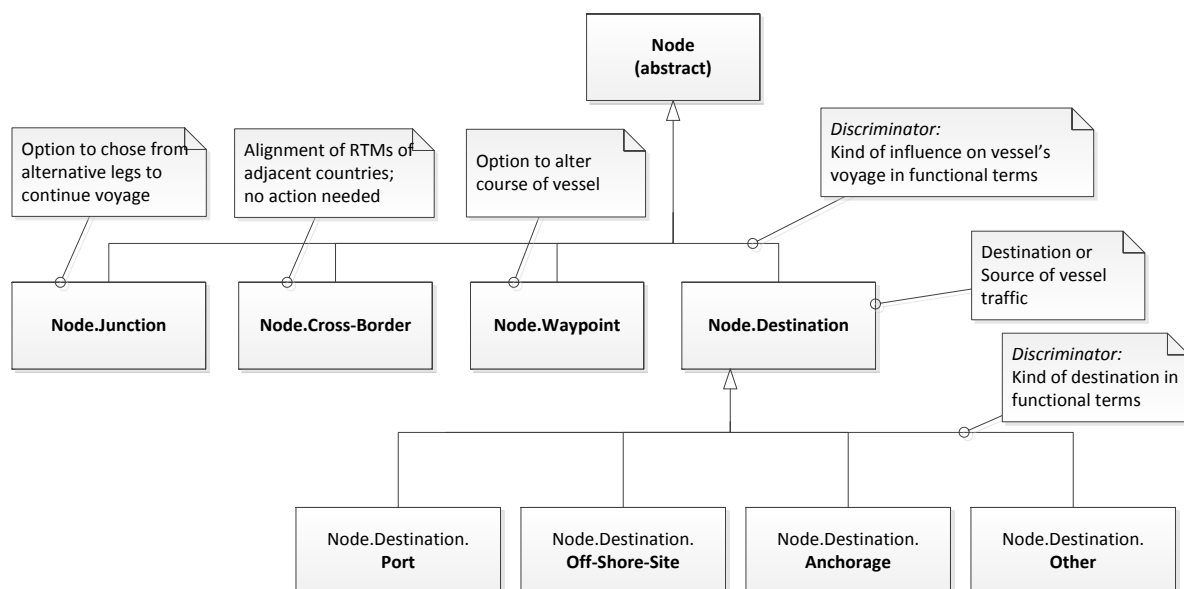 Node
(abstract)
Option to chose from
alternative legs to
continue voyage
Alignment of RTMs of
adjacent countries;
no action needed
Option to alter
course of vessel
Discriminator:
Kind of influence on vessel's
voyage in functional terms
Destination or
Source of vessel
traffic
Node.Junction
Node.Cross-Border
Node.Waypoint
Node.Destination
Discriminator:
Kind of destination in
functional terms
Node.Destination.
Port
Node.Destination.
Off-Shore-Site
Node.Destination.
Anchorage
Node.Destination.
Other